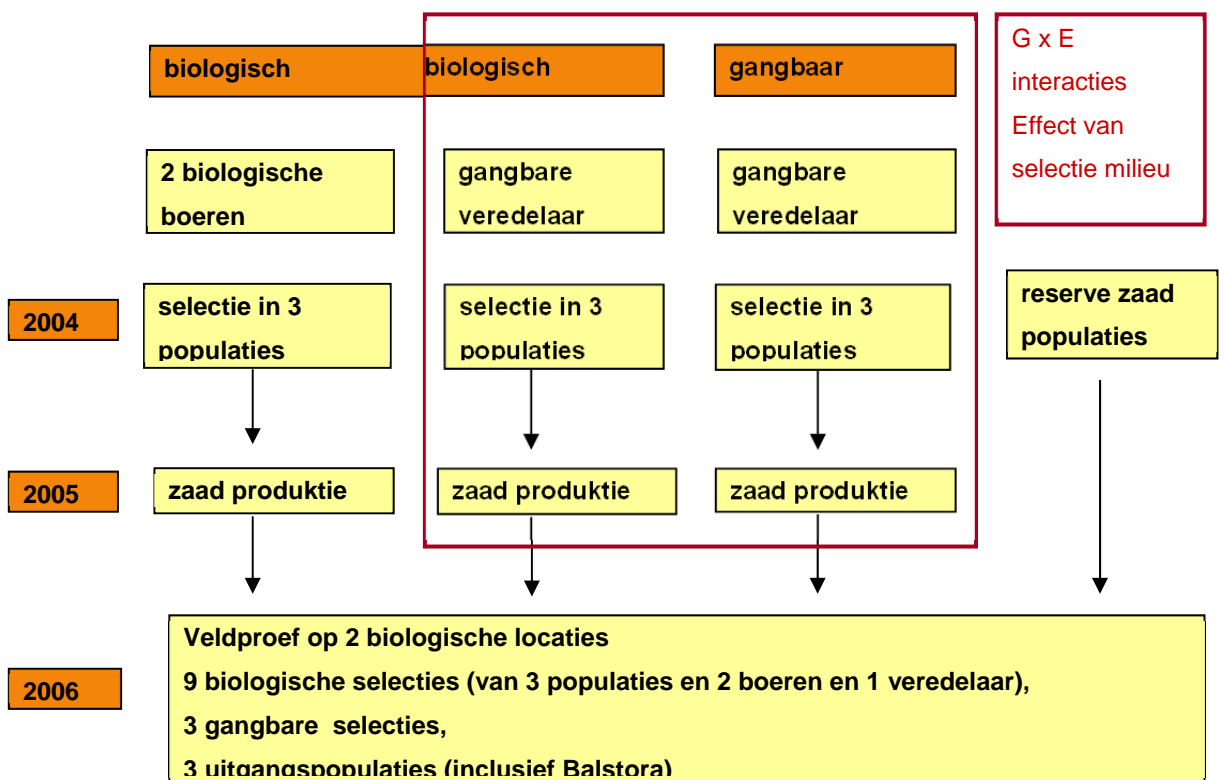 biologisch
biologisch
gangbaar
G x E
interacties
Effect van
selectie milieu
2 biologische
boeren
gangbare
veredelaar
gangbare
veredelaar
2004
selectie in 3
populaties
selectie in 3
populaties
selectie in 3
populaties
reserve zaad
populaties
2005
zaad produktie
zaad produktie
zaad produktie
2006
Veldproef op 2 biologische locaties
9 biologische selecties (van 3 populaties en 2 boeren en 1 veredelaar),
3 gangbare selecties,
3 uitgangspopulaties (inclusief Balstora)